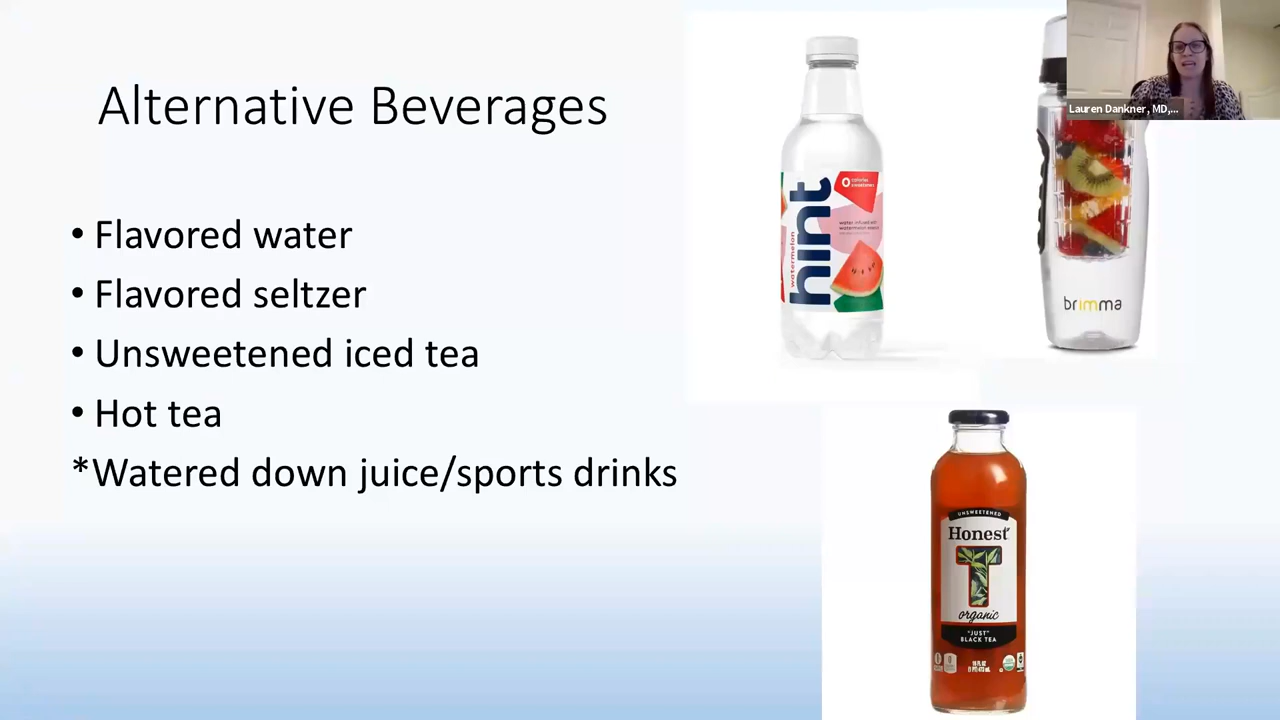 Alternative Beverages
• Flavored water
• Flavored seltzer
• Unsweetened iced tea
• Hot tea
*Watered down juice/sports drinks
Lauren Dankner, MD,...
hint
watermelon
0
brimma
UNSWEETENED
Honest
T
organic
"JUST"
BLACK TEA